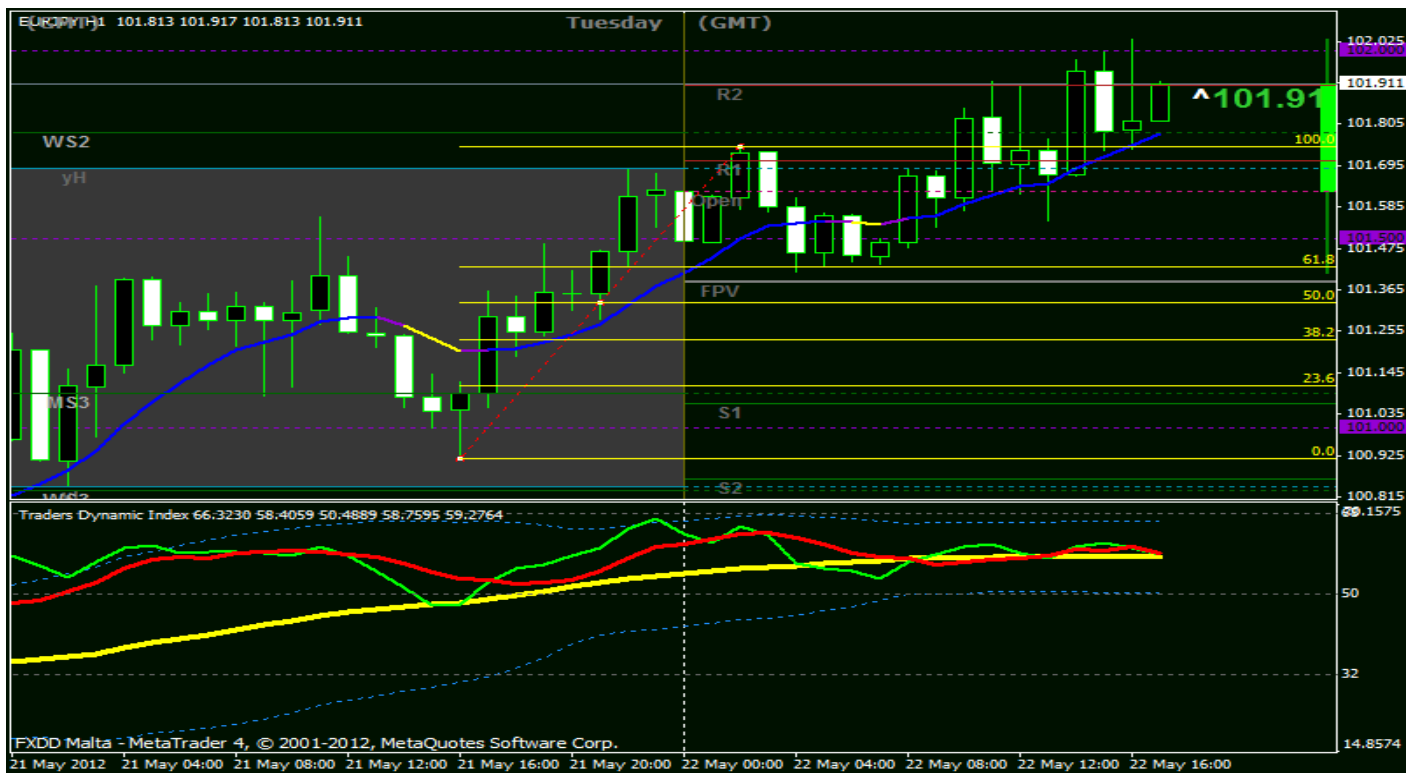 EURJPY H1 101.813 101.917 101.813 101.911
(GMT)
Tuesday
(GMT)
102.025
102.000
101.911
R2
^101.91
101.805
WS2
100.0
101.695
R1
yH
101.585
Open
101.500
101.475
61.8
101.365
FPV
50.0
101.255
38.2
101.145
23.6
MS3
101.035
S1
101.000
0.0
100.925
S2
100.815
Traders Dynamic Index 66.3230 58.4059 50.4889 58.7595 59.2764
50
32
14.8574
FXDD Malta - MetaTrader 4, © 2001-2012, MetaQuotes Software Corp.
21 May 2012 21 May 04:00 21 May 08:00 21 May 12:00 21 May 16:00 21 May 20:00 22 May 00:00 22 May 04:00 22 May 08:00 22 May 12:00 22 May 16:00